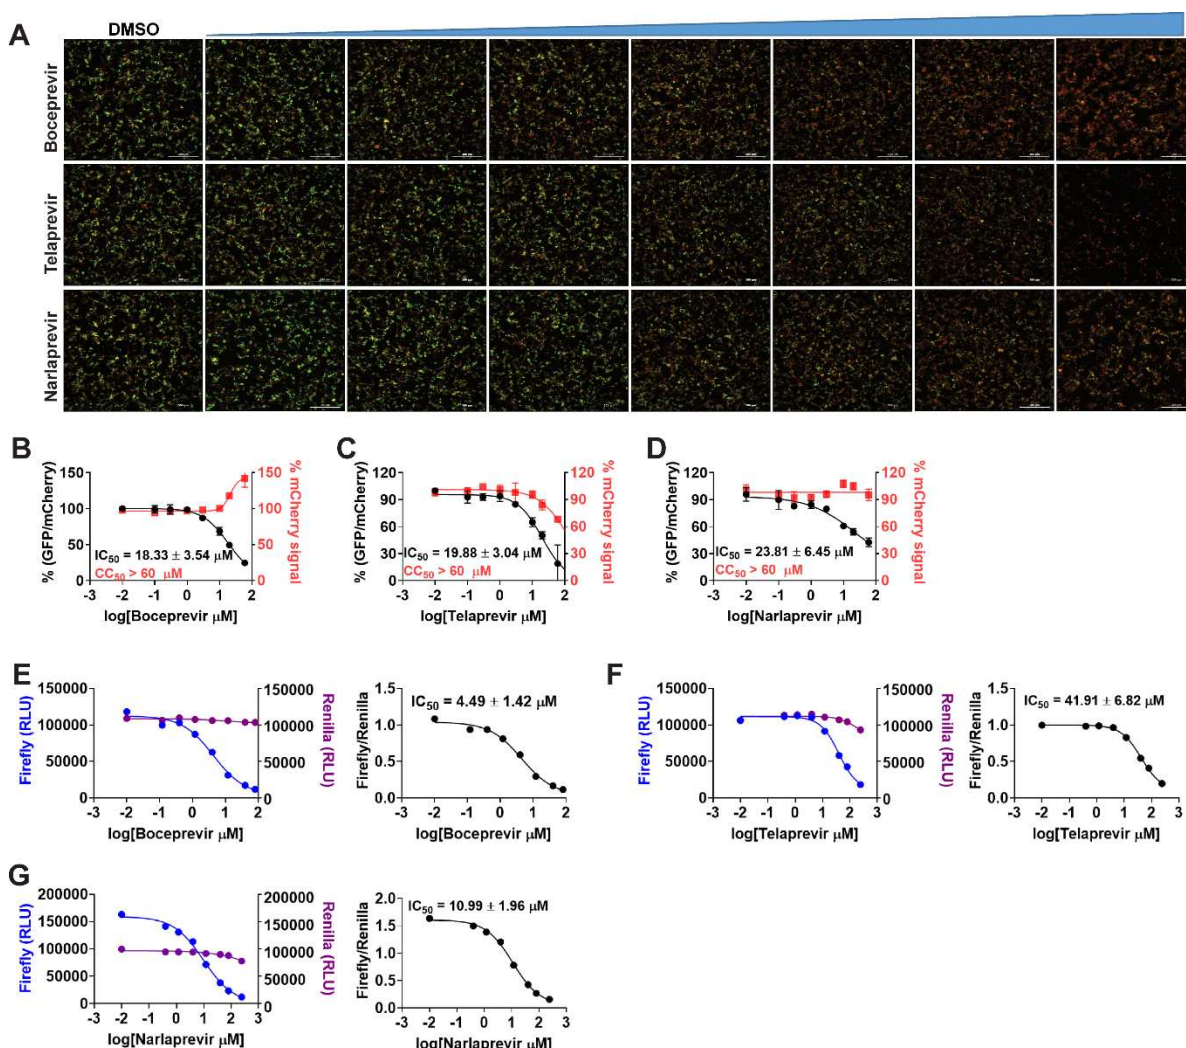 A
DMSO
Boceprevir
Telaprevir
Narlaprevir
B
% (GFP/mCherry)
150
100
50
0
150
100
50
0
% mCherry signal
IC50 = 18.33 ± 3.54 µM
CC50 > 60 µM
-3 -2 -1 0 1 2
log[Boceprevir µM]
C
% (GFP/mCherry)
120
90
60
30
0
120
90
60
30
0
% mCherry signal
IC50 = 19.88 ± 3.04 µM
CC50 > 60 µM
-3 -2 -1 0 1 2
log[Telaprevir µM]
D
% (GFP/mCherry)
120
90
60
30
0
120
90
60
30
0
% mCherry signal
IC50 = 23.81 ± 6.45 µM
CC50 > 60 µM
-3 -2 -1 0 1 2
log[Narlaprevir µM]
E
Firefly (RLU)
150000
100000
50000
0
150000
100000
50000
0
Renilla (RLU)
-3 -2 -1 0 1 2
log[Boceprevir µM]
Firefly/Renilla
1.5
1.0
0.5
0.0
IC50 = 4.49 ± 1.42 µM
-3 -2 -1 0 1 2
log[Boceprevir µM]
F
Firefly (RLU)
150000
100000
50000
0
150000
100000
50000
0
Renilla (RLU)
-3 -2 -1 0 1 2 3
log[Telaprevir µM]
Firefly/Renilla
1.5
1.0
0.5
0.0
IC50 = 41.91 ± 6.82 µM
-3 -2 -1 0 1 2 3
log[Telaprevir µM]
G
Firefly (RLU)
200000
150000
100000
50000
0
200000
150000
100000
50000
0
Renilla (RLU)
-3 -2 -1 0 1 2 3
log[Narlaprevir µM]
Firefly/Renilla
2.0
1.5
1.0
0.5
0.0
IC50 = 10.99 ± 1.96 µM
-3 -2 -1 0 1 2 3
log[Narlaprevir µM]